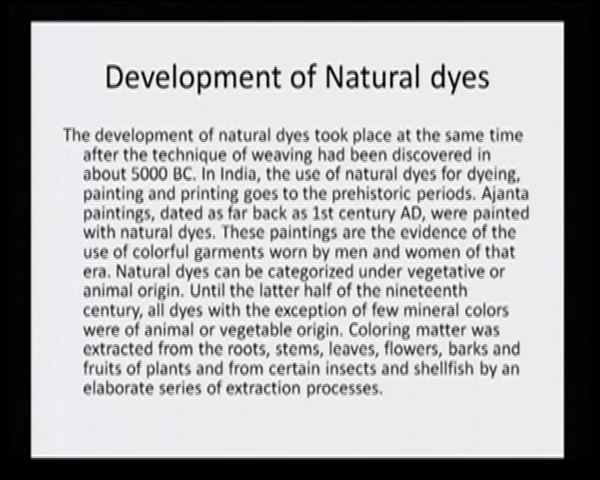 Development of Natural dyes
The development of natural dyes took place at the same time
after the technique of weaving had been discovered in
about 5000 BC. In India, the use of natural dyes for dyeing,
painting and printing goes to the prehistoric periods. Ajanta
paintings, dated as far back as 1st century AD, were painted
with natural dyes. These paintings are the evidence of the
use of colorful garments worn by men and women of that
era. Natural dyes can be categorized under vegetative or
animal origin. Until the latter half of the nineteenth
century, all dyes with the exception of few mineral colors
were of animal or vegetable origin. Coloring matter was
extracted from the roots, stems, leaves, flowers, barks and
fruits of plants and from certain insects and shellfish by an
elaborate series of extraction processes.